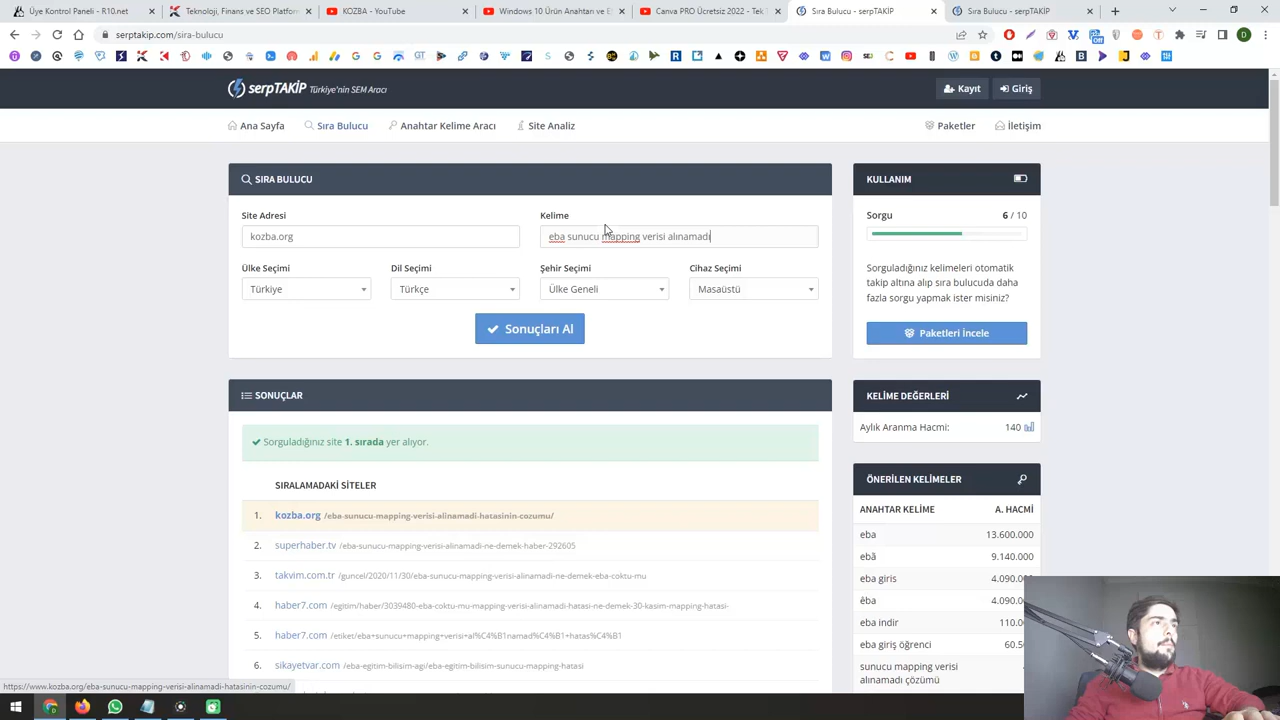 Üye Kontrol Paneli - R10.net
Teknoloji, Finans ve SEO Platfor
KOZBA - YouTube
Windows 10 Ürün Anahtarı ve E
Canva PRO Ücretsiz 2022 - Tek
Sıra Bulucu - serpTAKİP
Sıra Bulucu - serpTAKİP
serptakip.com/sira-bulucu
serpTAKİP Türkiye'nin SEM Aracı
Kayıt
Giriş
Ana Sayfa
Sıra Bulucu
Anahtar Kelime Aracı
Site Analiz
Paketler
İletişim
SIRA BULUCU
Site Adresi
Kelime
kozba.org
eba sunucu mapping verisi alınamadı
Ülke Seçimi
Dil Seçimi
Şehir Seçimi
Cihaz Seçimi
Türkiye
Türkçe
Ülke Geneli
Masaüstü
Sonuçları Al
KULLANIM
Sorgu 6 / 10
Sorguladığınız kelimeleri otomatik
takip altına alıp sıra bulucuda daha
fazla sorgu yapmak ister misiniz?
Paketleri İncele
SONUÇLAR
Sorguladığınız site 1. sırada yer alıyor.
SIRALAMADAKİ SİTELER
1. kozba.org /eba-sunucu-mapping-verisi-alinamadi-hatasinin-cozumu/
2. superhaber.tv /eba-sunucu-mapping-verisi-alinamadi-ne-demek-haber-292605
3. takvim.com.tr /guncel/2020/11/30/eba-sunucu-mapping-verisi-alinamadi-ne-demek-eba-coktu-mu
4. haber7.com /egitim/haber/3039480-eba-coktu-mu-mapping-verisi-alinamadi-hatasi-ne-demek-30-kasim-mapping-hatasi-
5. haber7.com /etiket/eba+sunucu+mapping+verisi+al%C4%B1namad%C4%B1+hatas%C4%B1
6. sikayetvar.com /eba-egitim-bilisim-agi/eba-egitim-bilisim-sunucu-mapping-hatasi
KELİME DEĞERLERİ
Aylık Aranma Hacmi: 140
ÖNERİLEN KELİMELER
ANAHTAR KELİME A. HACMİ
eba 13.600.000
ebā 9.140.000
eba giris 4.090.000
êba 4.090.00
eba indir 110.00
eba giriş öğrenci 60.5
sunucu mapping verisi
alınamadı çözümü
https://www.kozba.org/eba-sunucu-mapping-verisi-alinamadi-hatasinin-cozumu/